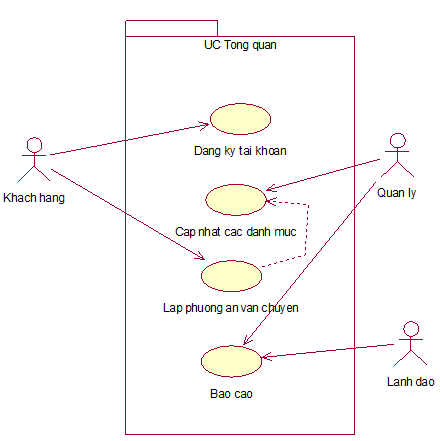 UC Tong quan
Dang ky tai khoan
Khach hang
Quan ly
Cap nhat cac danh muc
Lap phuong an van chuyen
Lanh dao
Bao cao